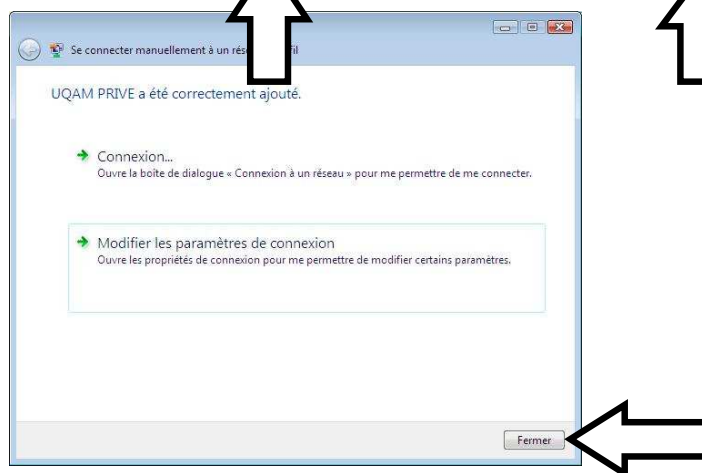 Se connecter manuellement à un rés fil
UQAM PRIVE a été correctement ajouté.
Connexion...
Ouvre la boîte de dialogue « Connexion à un réseau » pour me permettre de me connecter.
Modifier les paramètres de connexion
Ouvre les propriétés de connexion pour me permettre de modifier certains paramètres.
Fermer